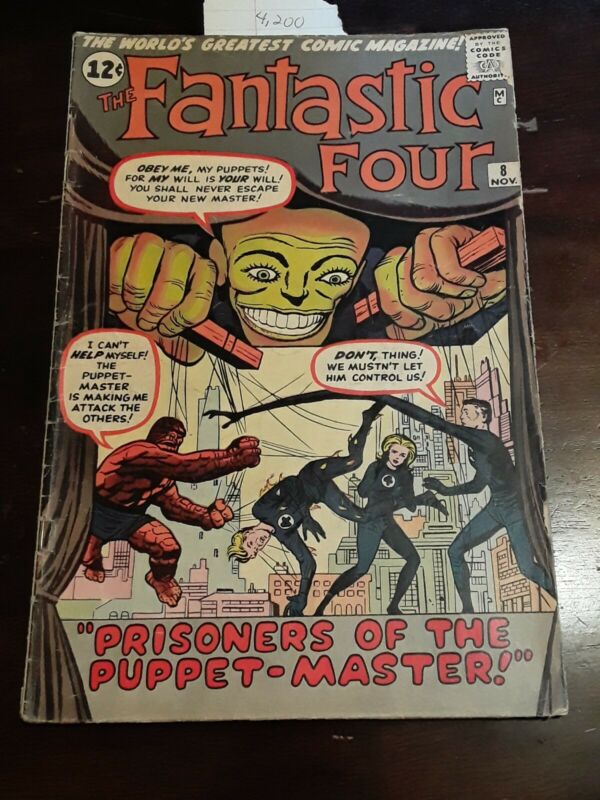 4,200
THE WORLD'S GREATEST COMIC MAGAZINE!
APPROVED
BY THE
COMICS
CODE
CA
AUTHORITY
12¢
THE Fantastic
Four
M
C
8
NOV.
OBEY ME, MY PUPPETS!
FOR MY WILL IS YOUR WILL!
YOU SHALL NEVER ESCAPE
YOUR NEW MASTER!
I CAN'T
HELP MYSELF!
THE
PUPPET-
MASTER
IS MAKING ME
ATTACK THE
OTHERS!
DON'T, THING!
WE MUSTN'T LET
HIM CONTROL US!
4
"PRISONERS OF THE
PUPPET-MASTER!"